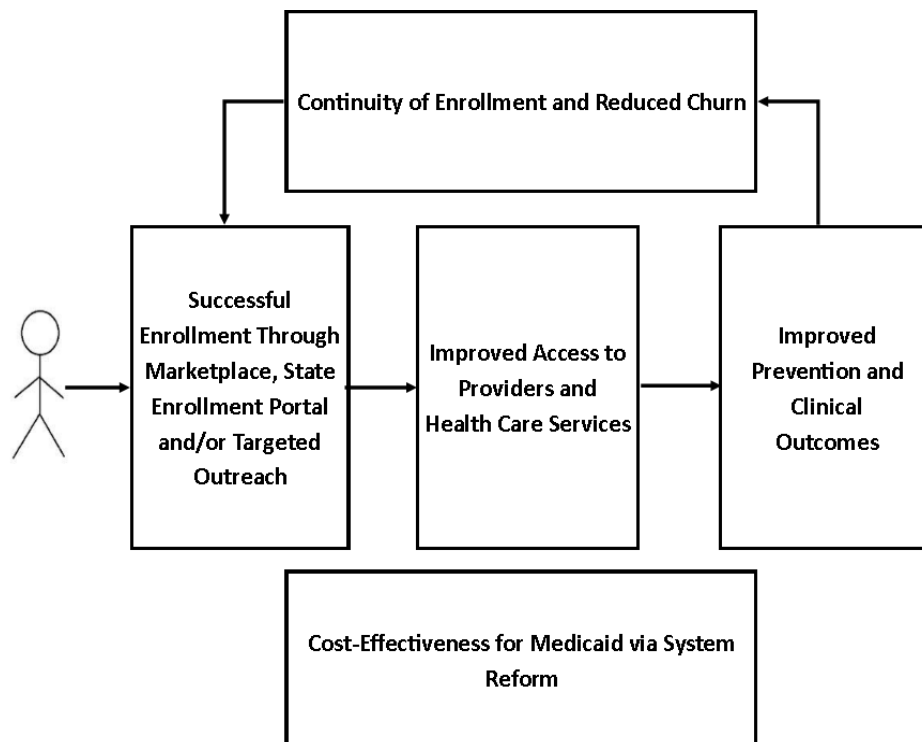 Continuity of Enrollment and Reduced Churn
Successful
Enrollment Through
Marketplace, State
Enrollment Portal
and/or Targeted
Outreach
Improved Access to
Providers and
Health Care Services
Improved
Prevention and
Clinical
Outcomes
Cost-Effectiveness for Medicaid via System
Reform